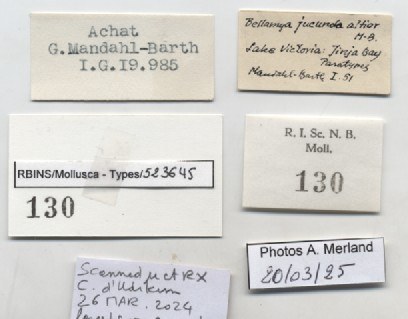 Achat
G. Mandahl-Barth
I.G.19.985
Bellamya jucunda altior
M-B.
Lake Victoria: Jinja Bay
Paratypes
Mandahl-Barth I. 51
RBINS/Mollusca - Types/523645
130
R. I. Sc. N. B.
Moll.
130
Scanned µCT RX
C. d'Udekem
26 MAR. 2024
Photos A. Merland
20/03/25